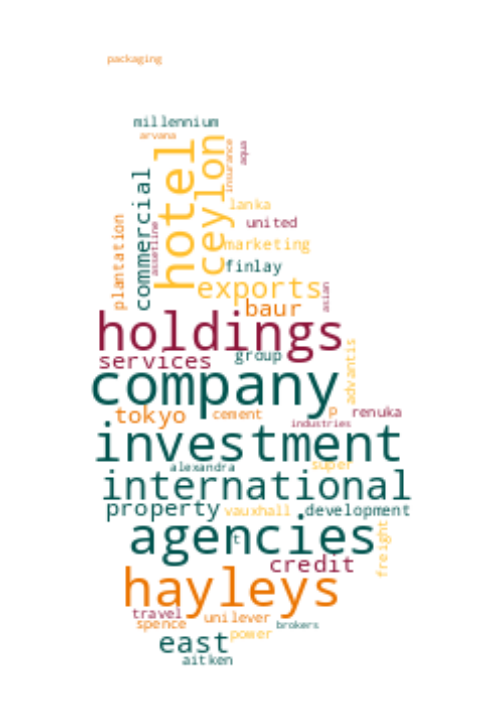 packaging
millennium
arvana
hotel
ceylon
insurance
aqua
commercial
plantation
assetline
lanka
united
marketing
finlay
exports
asian
baur
holdings
services
group
advantis
company
tokyo
cement
p
renuka
industries
investment
alexandra
super
international
property
vauxhall
development
agencies
t
freight
credit
hayleys
travel
unilever
spence
brokers
power
east
aitken